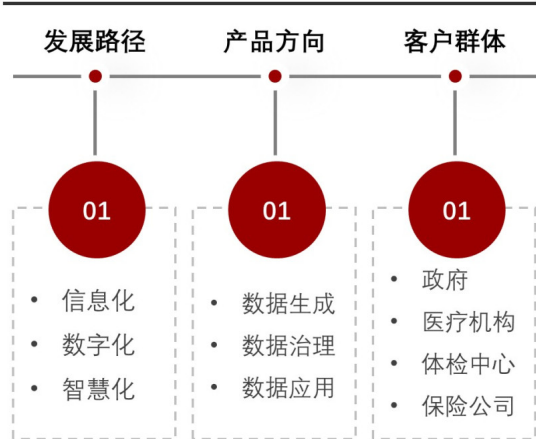 发展路径
产品方向
客户群体
01
01
01
• 信息化
• 数字化
• 智慧化
• 数据生成
• 数据治理
• 数据应用
• 政府
• 医疗机构
• 体检中心
• 保险公司